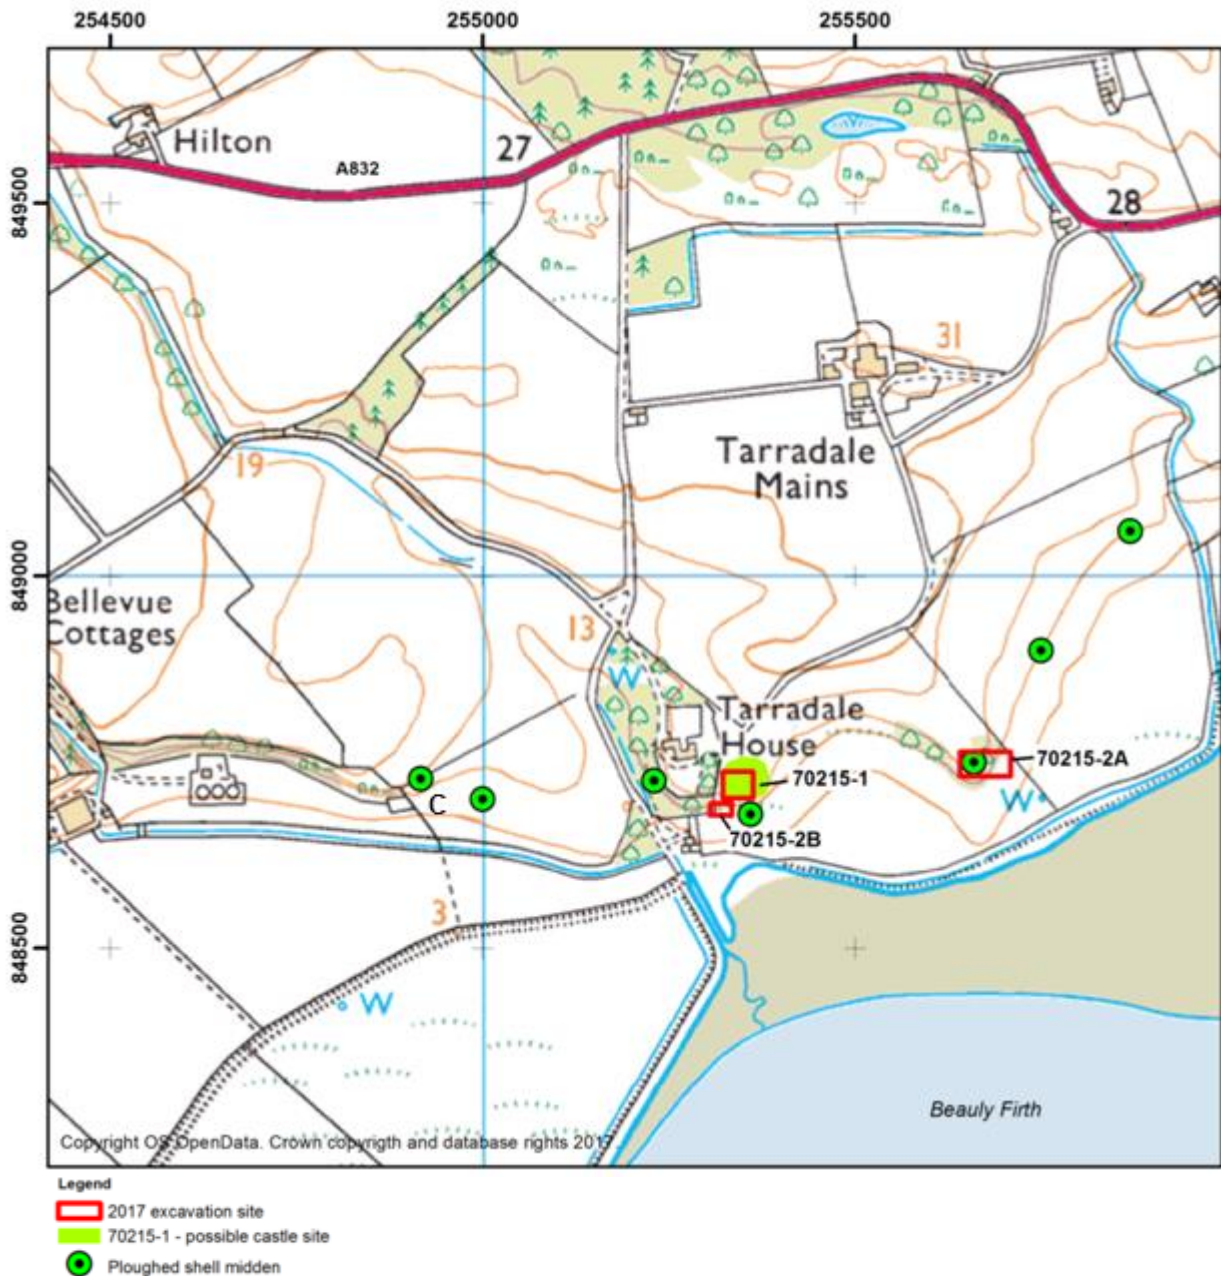 254500
255000
255500
849500
849000
848500
Hilton
A832
27
28
31
Tarradale
Mains
19
Bellevue
Cottages
13
W
Tarradale
House
70215-1
70215-2A
70215-2B
W
C
3
W
Beauly Firth
Copyright OS OpenData. Crown copyrigth and database rights 2017
Legend
2017 excavation site
70215-1 - possible castle site
Ploughed shell midden